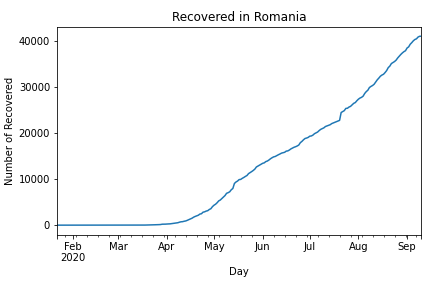 Recovered in Romania
Number of Recovered
40000
30000
20000
10000
0
Feb Mar Apr May Jun Jul Aug Sep
2020
Day